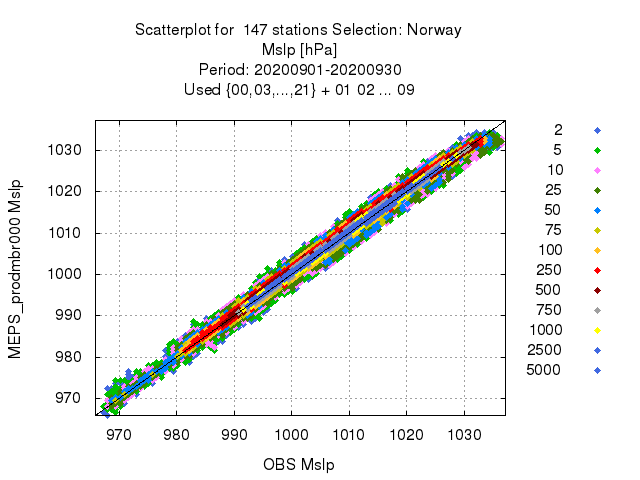 Scatterplot for 147 stations Selection: Norway
Mslp [hPa]
Period: 20200901-20200930
Used {00,03,...,21} + 01 02 ... 09
MEPS_prodmbr000 Mslp
1030
1020
1010
1000
990
980
970
970 980 990 1000 1010 1020 1030
OBS Mslp
2
5
10
25
50
75
100
250
500
750
1000
2500
5000